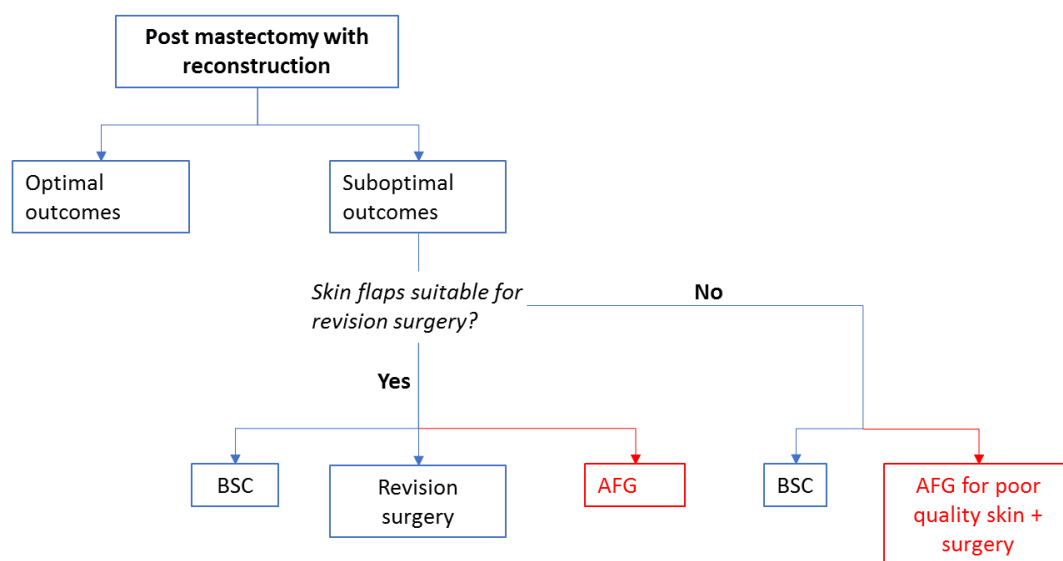 Post mastectomy with
reconstruction
Optimal
outcomes
Suboptimal
outcomes
Skin flaps suitable for
revision surgery?
No
Yes
BSC
Revision
surgery
AFG
BSC
AFG for poor
quality skin +
surgery